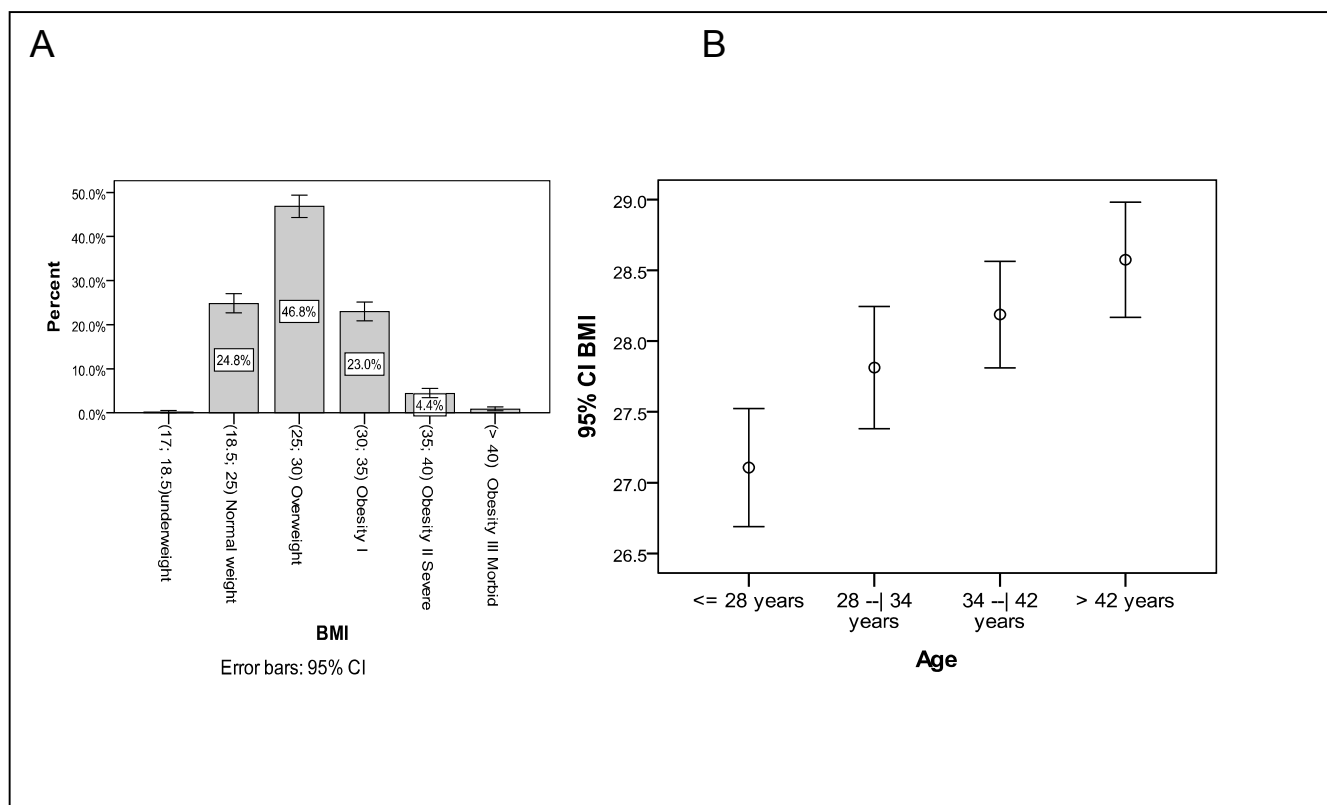 A
B
50.0%
40.0%
30.0%
20.0%
10.0%
0.0%
Percent
24.8%
46.8%
23.0%
4.4%
(17; 18.5)underweight
(18.5; 25) Normal weight
(25; 30) Overweight
(30; 35) Obesity I
(35; 40) Obesity II Severe
(> 40) Obesity III Morbid
BMI
Error bars: 95% CI
29.0
28.5
28.0
27.5
27.0
26.5
95% CI BMI
<= 28 years
28 --| 34
years
34 --| 42
years
> 42 years
Age